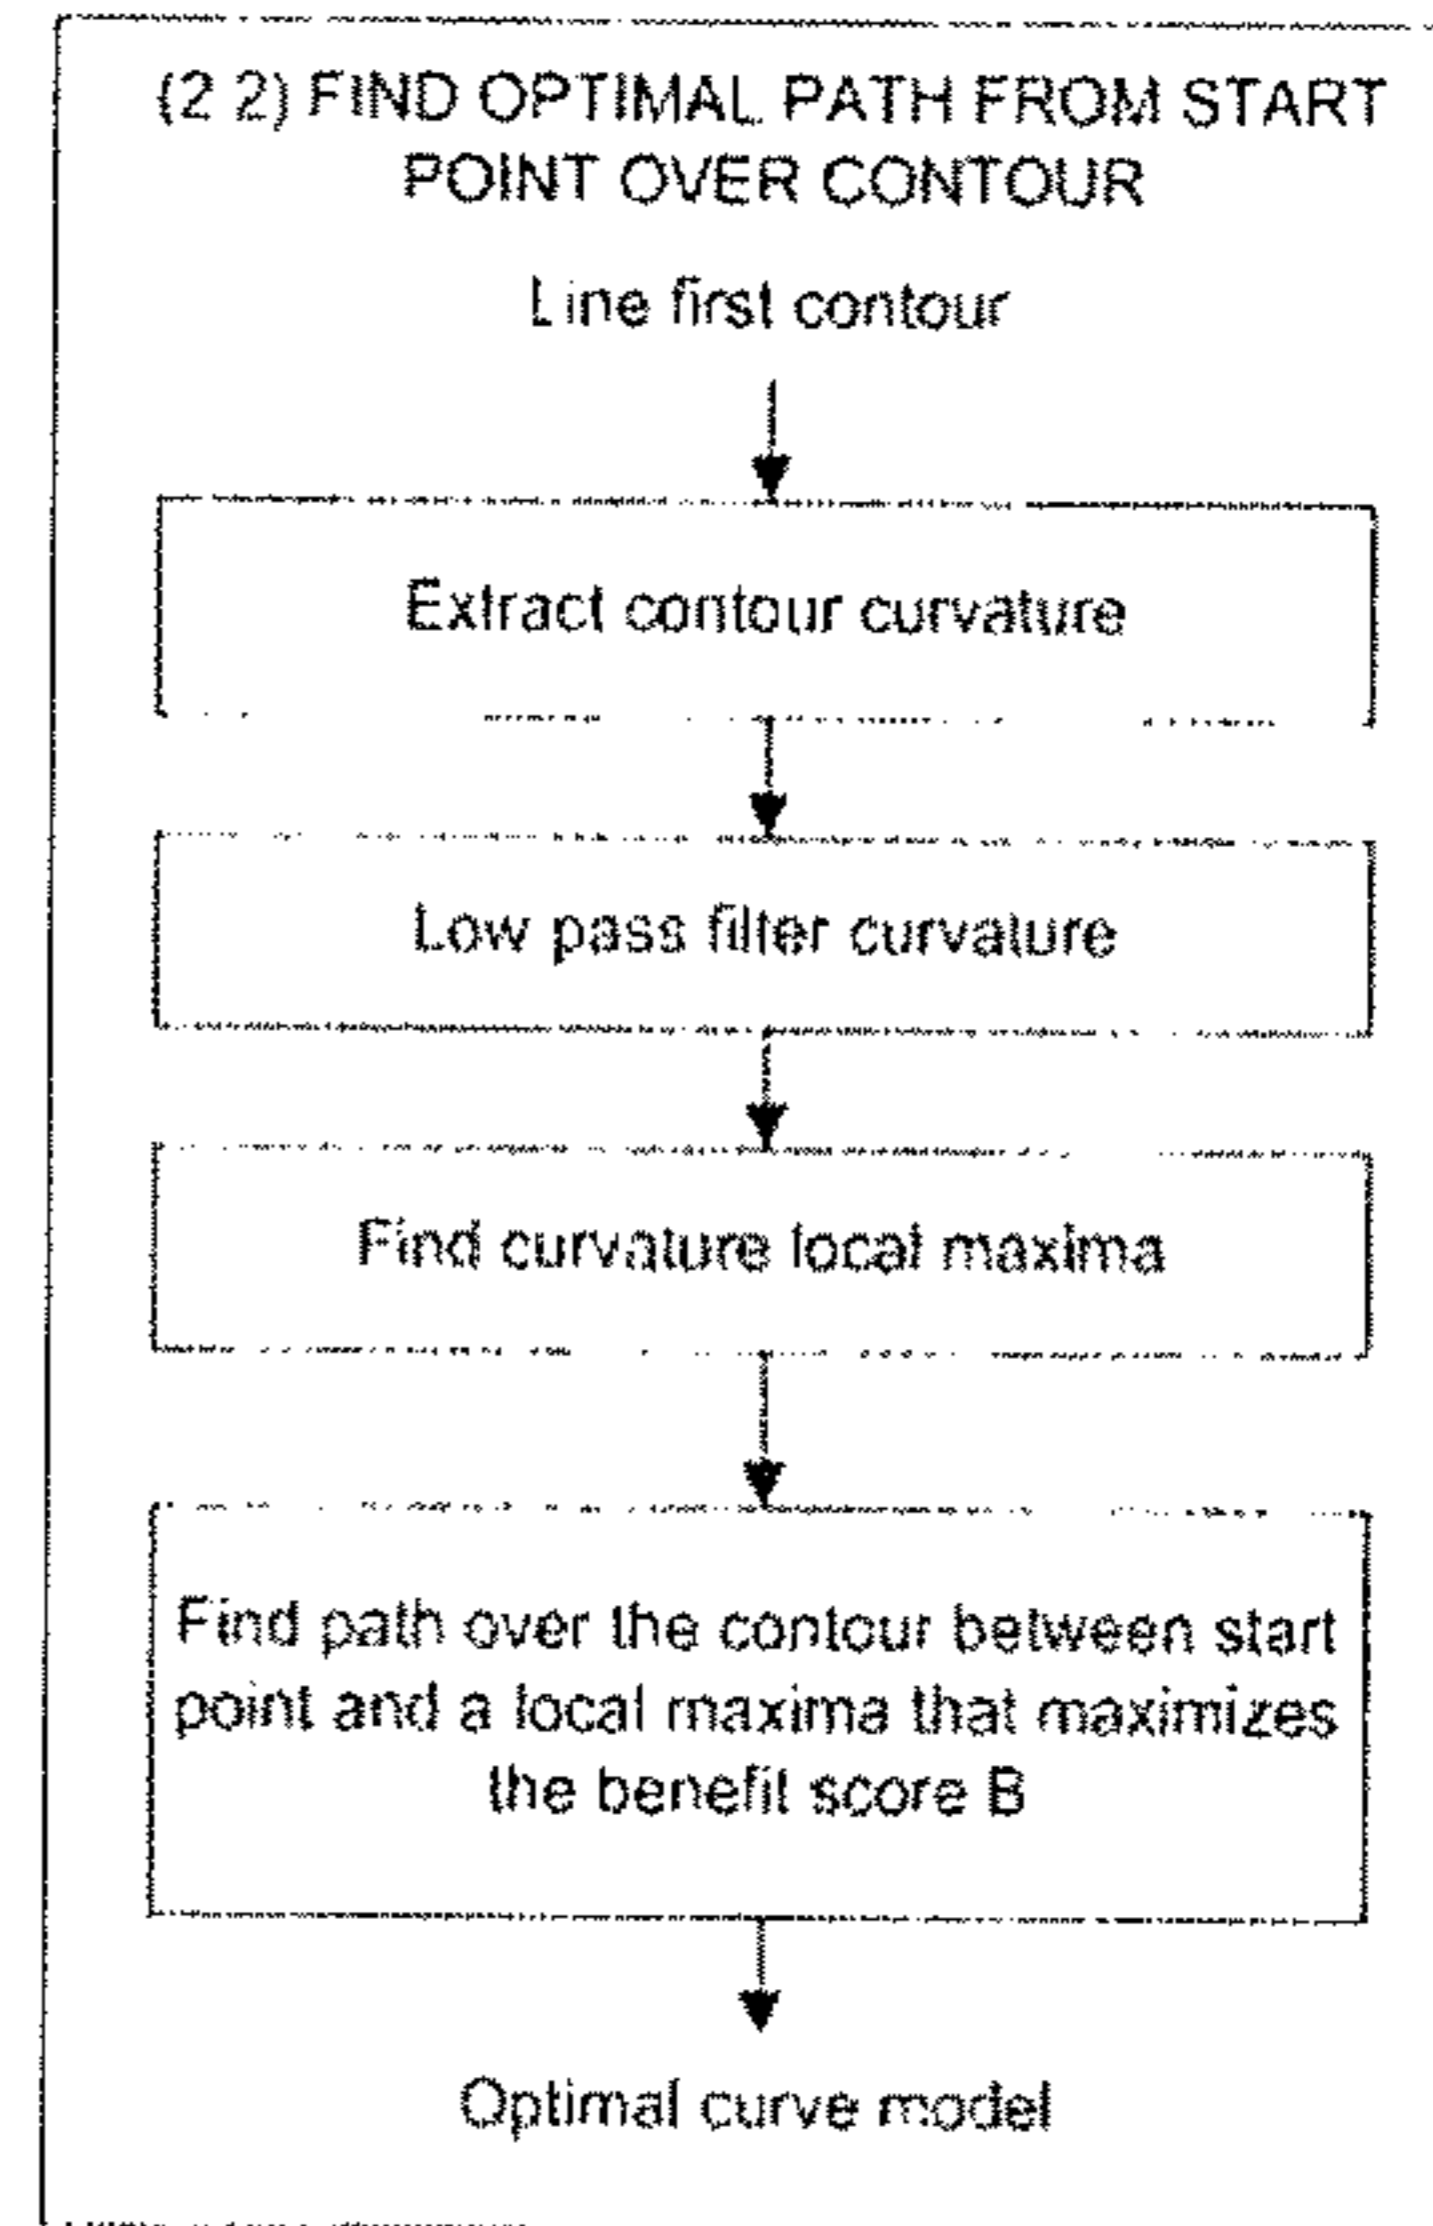 (2 2) FIND OPTIMAL PATH FROM START
POINT OVER CONTOUR
Line first contour
Extract contour curvature
Low pass filter curvature
Find curvature local maxima
Find path over the contour between start
point and a local maxima that maximizes
the benefit score B
Optimal curve model